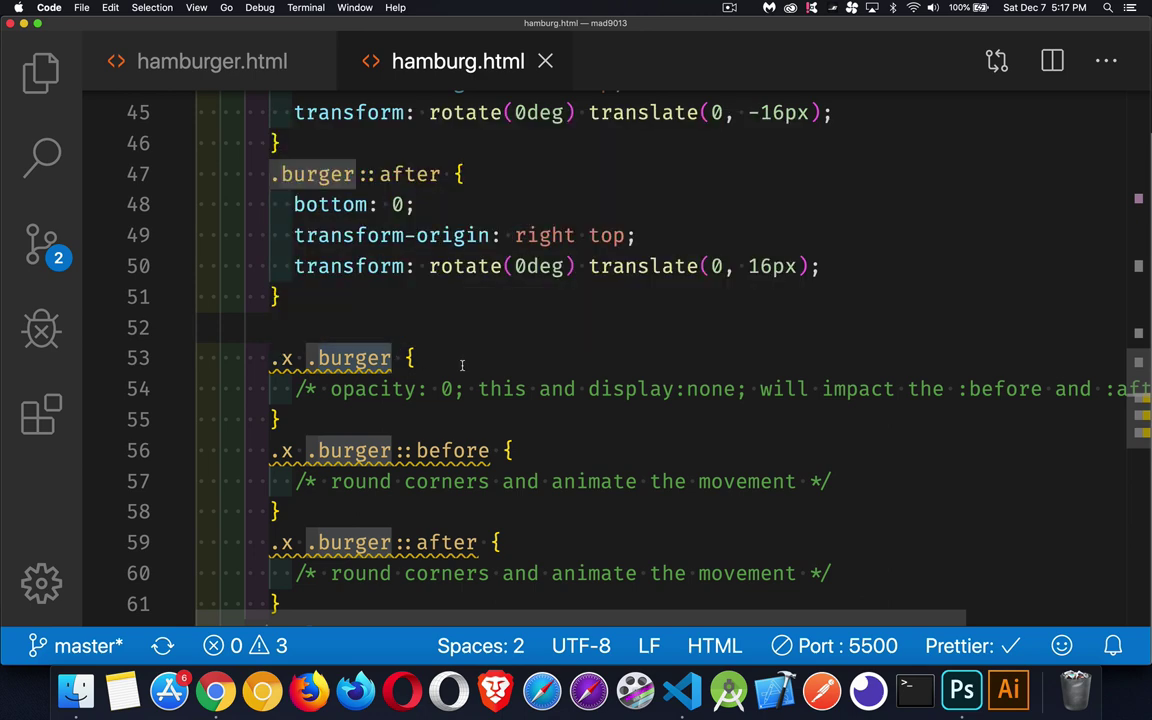 Code File Edit Selection View Go Debug Terminal Window Help 100% Sat Dec 7 5:17 PM
hamburg.html — mad9013
hamburger.html hamburg.html
45 transform: rotate(0deg) translate(0, -16px);
46 }
47 .burger::after {
48 bottom: 0;
49 transform-origin: right top;
50 transform: rotate(0deg) translate(0, 16px);
51 }
52
53 .x .burger {
54 /* opacity: 0; this and display:none; will impact the :before and :aft
55 }
56 .x .burger::before {
57 /* round corners and animate the movement */
58 }
59 .x .burger::after {
60 /* round corners and animate the movement */
61 }
2
master* 0 3 Spaces: 2 UTF-8 LF HTML Port : 5500 Prettier: ✓
6
>_ Ps Ai